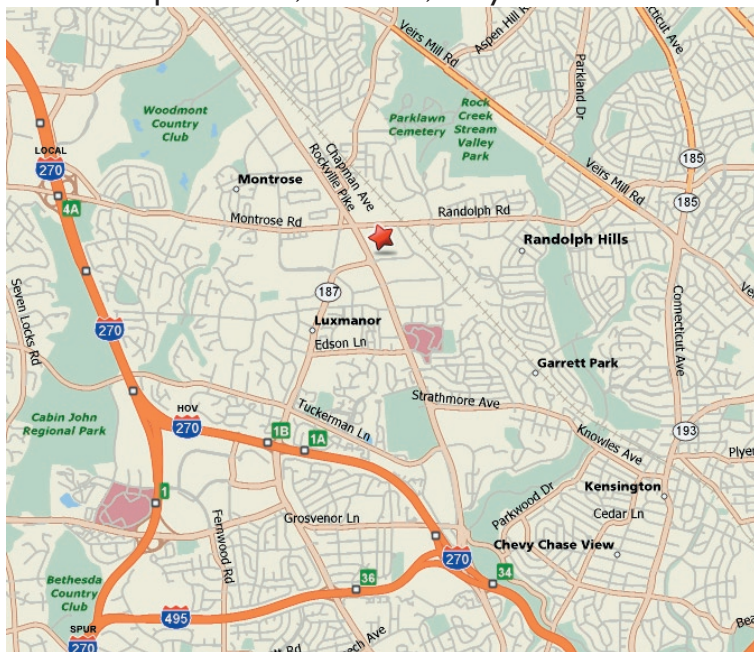 Veirs Mill Rd
Aspen Hill R
Parkland Dr
Woodmont
Country
Club
Parklawn
Cemetery
Rock
Creek
Stream
Valley
Park
LOCAL
270
4A
Montrose
Chapman Ave
Rockville Pike
Montrose Rd
Randolph Rd
Veirs Mill Rd
185
185
Randolph Hills
Seven Locks Rd
187
270
Luxmanor
Edson Ln
Connecticut Ave
Garrett Park
Cabin John
Regional Park
HOV
270
1B
1A
Tuckerman Ln
Strathmore Ave
193
Knowles Ave
Plye
Kensington
1
Parkwood Dr
Cedar Ln
Grosvenor Ln
Fernwood Rd
Chevy Chase View
270
34
36
Bethesda
Country
Club
495
SPUR
270
Bea